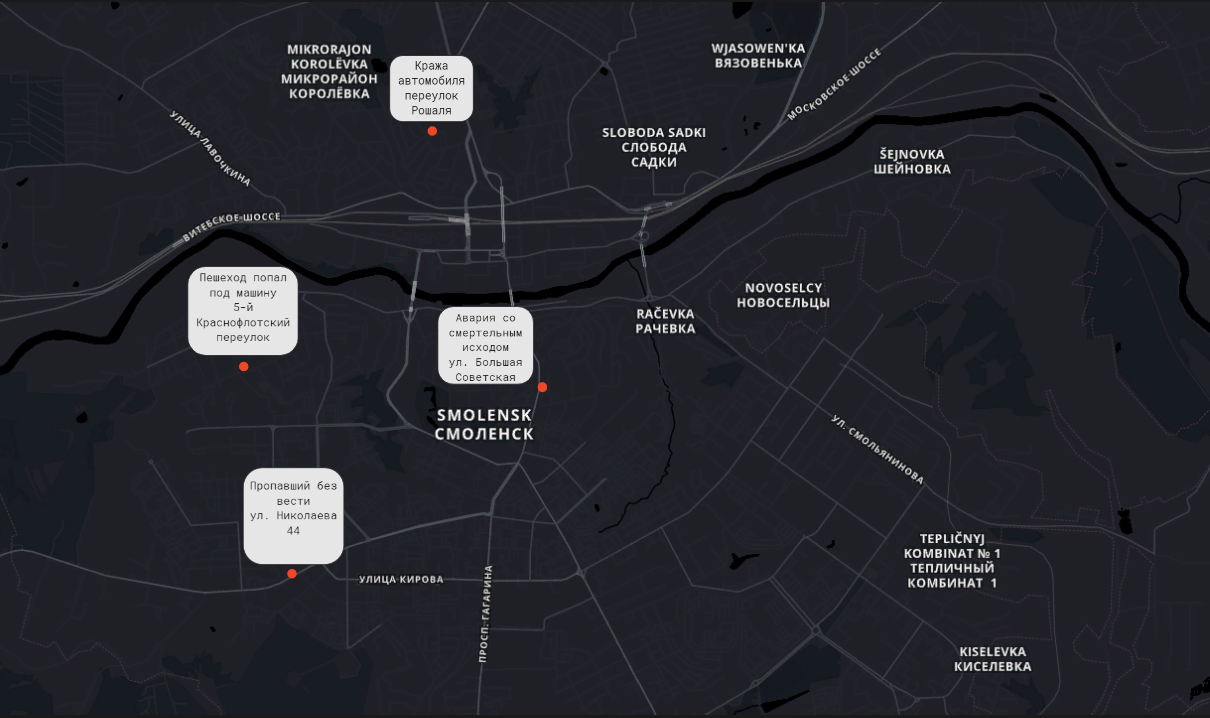 MIKRORAJON
KOROLËVKA
МИКРОРАЙОН
КОРОЛЁВКА
Кража
автомобиля
переулок
Рошаля
WJASOWEN'KA
ВЯЗОВЕНЬКА
МОСКОВСКОЕ ШОССЕ
УЛИЦА ЛАВОЧКИНА
SLOBODA SADKI
СЛОБОДА
САДКИ
ŠEJNOVKA
ШЕЙНОВКА
ВИТЕБСКОЕ ШОССЕ
Пешеход попал
под машину
5-й
Краснофлотский
переулок
NOVOSELCY
НОВОСЕЛЬЦЫ
RAČEVKA
РАЧЕВКА
Авария со
смертельным
исходом
ул. Большая
Советская
SMOLENSK
СМОЛЕНСК
УЛ. СМОЛЬЯНИНОВА
Пропавший без
вести
ул. Николаева
44
TEPLIČNYJ
KOMBINAT № 1
ТЕПЛИЧНЫЙ
КОМБИНАТ 1
УЛИЦА КИРОВА
ПРОСП. ГАГАРИНА
KISELEVKA
КИСЕЛЕВКА